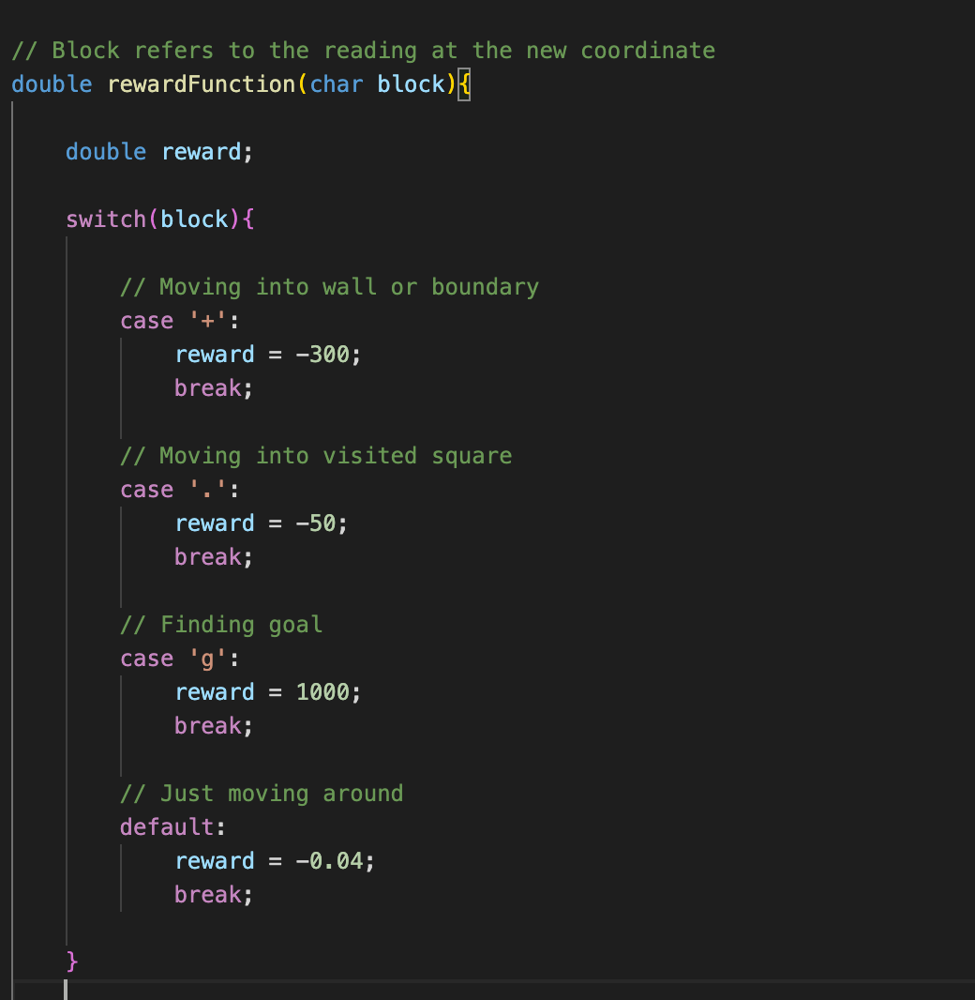 // Block refers to the reading at the new coordinate
double rewardFunction(char block){
double reward;
switch(block){
// Moving into wall or boundary
case '+':
reward = -300;
break;
// Moving into visited square
case '.':
reward = -50;
break;
// Finding goal
case 'g':
reward = 1000;
break;
// Just moving around
default:
reward = -0.04;
break;
}